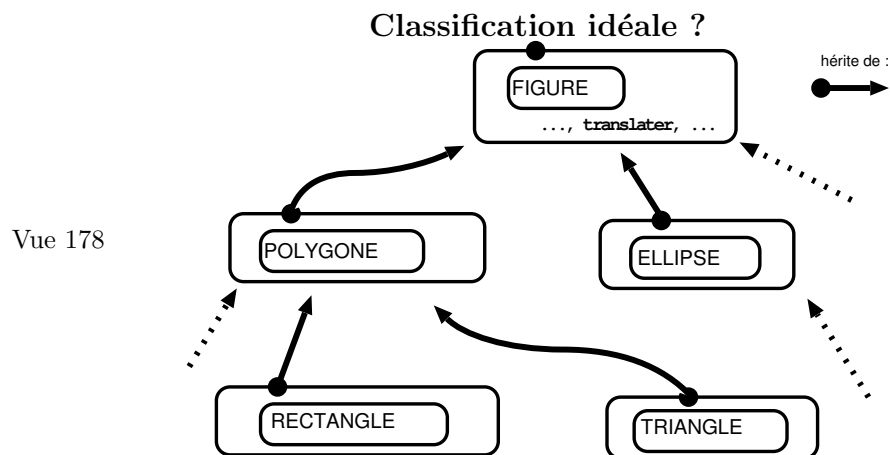 Classification idéale ?
hérite de :
FIGURE
..., translater, ...
Vue 178
POLYGONE
ELLIPSE
RECTANGLE
TRIANGLE